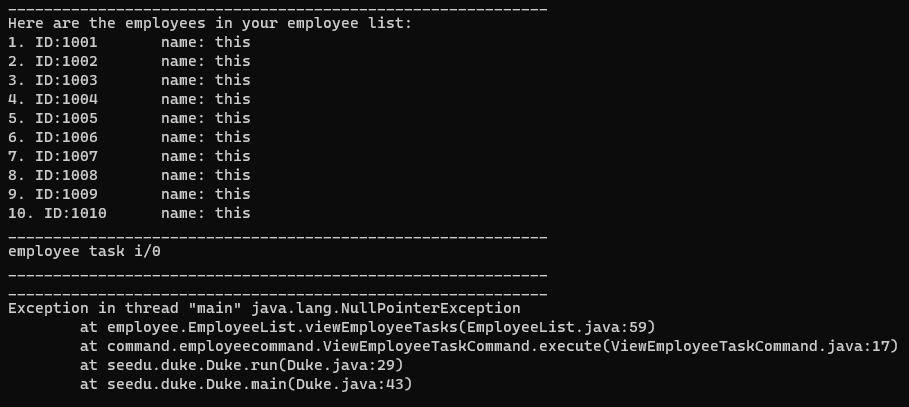 ____________________________________________________________
Here are the employees in your employee list:
1. ID:1001       name: this
2. ID:1002       name: this
3. ID:1003       name: this
4. ID:1004       name: this
5. ID:1005       name: this
6. ID:1006       name: this
7. ID:1007       name: this
8. ID:1008       name: this
9. ID:1009       name: this
10. ID:1010      name: this
____________________________________________________________
employee task i/0
____________________________________________________________
____________________________________________________________
Exception in thread "main" java.lang.NullPointerException
        at employee.EmployeeList.viewEmployeeTasks(EmployeeList.java:59)
        at command.employeecommand.ViewEmployeeTaskCommand.execute(ViewEmployeeTaskCommand.java:17)
        at seedu.duke.Duke.run(Duke.java:29)
        at seedu.duke.Duke.main(Duke.java:43)